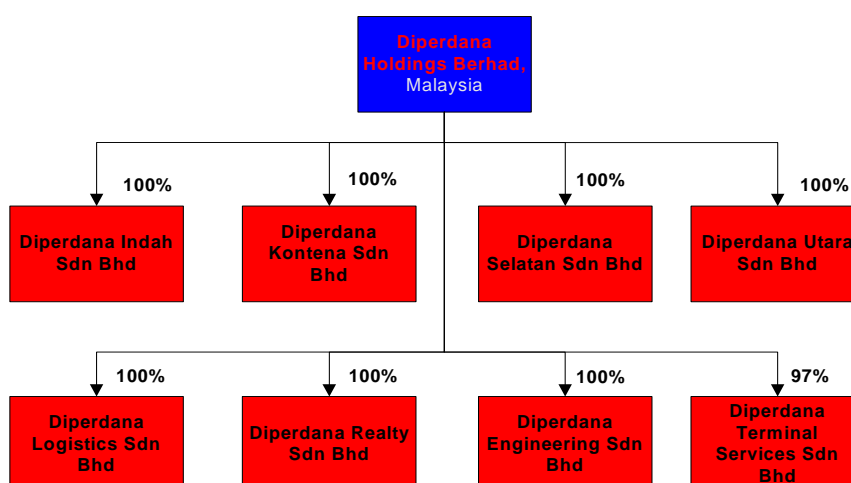 Diperdana
Holdings Berhad,
Malaysia
100%
100%
100%
100%
Diperdana Indah
Sdn Bhd
Diperdana
Kontena Sdn
Bhd
Diperdana
Selatan Sdn Bhd
Diperdana Utara
Sdn Bhd
100%
100%
100%
97%
Diperdana
Logistics Sdn
Bhd
Diperdana Realty
Sdn Bhd
Diperdana
Engineering Sdn
Bhd
Diperdana
Terminal
Services Sdn
Bhd